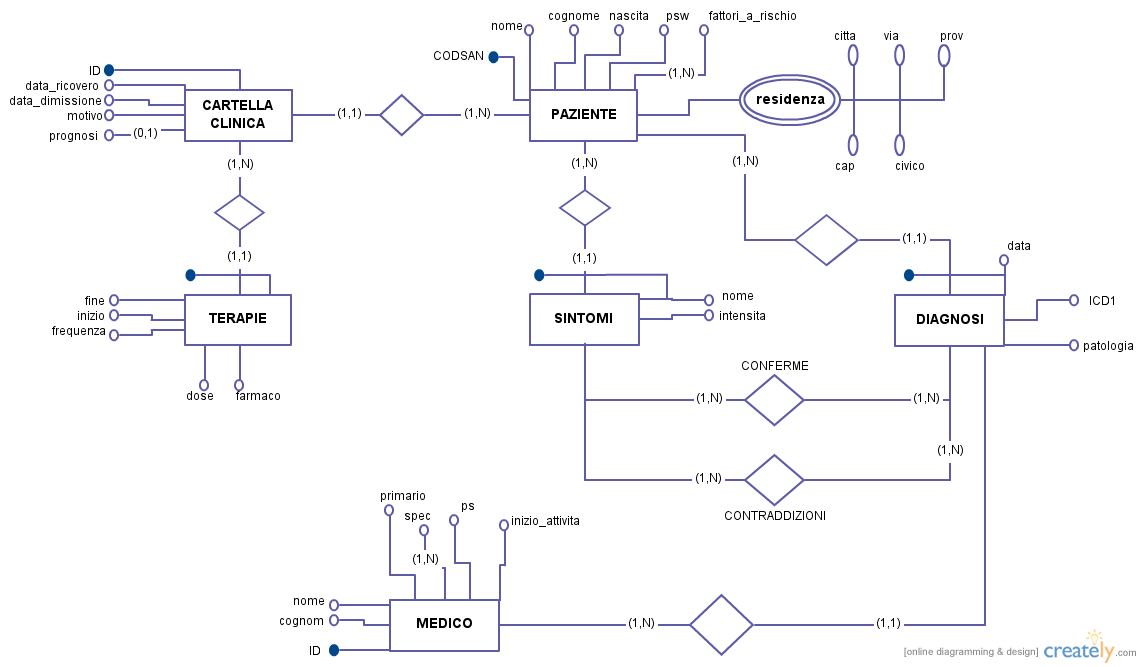 nome
cognome
nascita
psw
fattori_a_rischio
CODSAN
(1,N)
citta
via
prov
ID
data_ricovero
data_dimissione
motivo
prognosi
(0,1)
CARTELLA
CLINICA
(1,1)
(1,N)
PAZIENTE
residenza
cap
civico
(1,N)
(1,N)
(1,N)
(1,1)
(1,1)
(1,1)
data
fine
inizio
frequenza
TERAPIE
dose
farmaco
SINTOMI
nome
intensita
DIAGNOSI
ICD1
patologia
CONFERME
(1,N)
(1,N)
(1,N)
(1,N)
CONTRADDIZIONI
primario
spec
ps
inizio_attivita
(1,N)
nome
cognom
ID
MEDICO
(1,N)
(1,1)
[online diagramming & design] creately.com